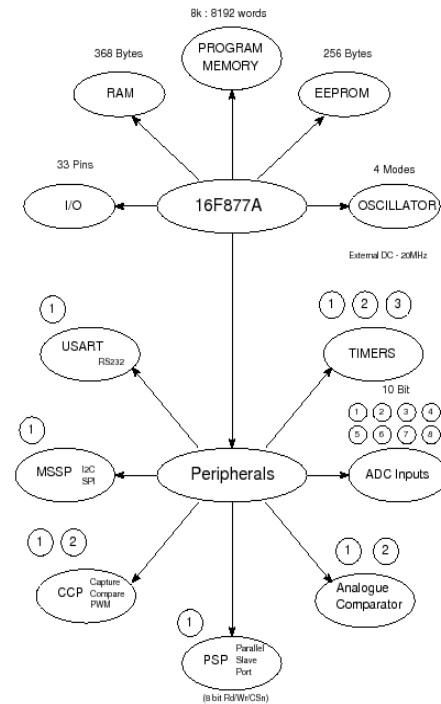 8k : 8192 words
PROGRAM
MEMORY
368 Bytes
RAM
256 Bytes
EEPROM
33 Pins
I/O
16F877A
4 Modes
OSCILLATOR
External DC - 20MHz
1
USART
RS232
1 2 3
TIMERS
10 Bit
1 2 3 4
5 6 7 8
ADC Inputs
1
MSSP
I2C
SPI
Peripherals
1 2
CCP
Capture
Compare
PWM
1 2
Analogue
Comparator
1
PSP
Parallel
Slave
Port
(8 bit Rd/Wr/CSn)